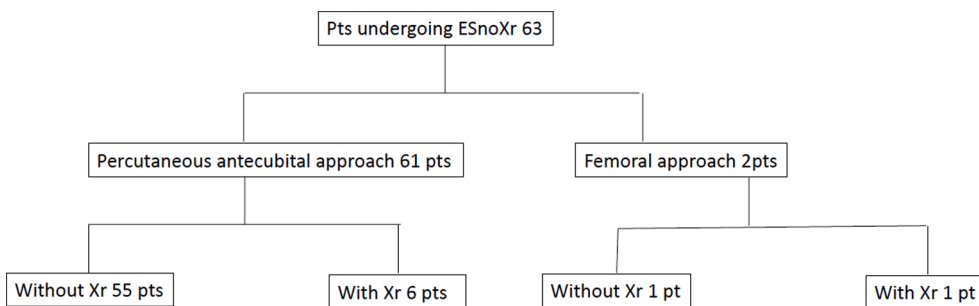 Pts undergoing ESnoXr 63
Percutaneous antecubital approach 61 pts
Femoral approach 2pts
Without Xr 55 pts
With Xr 6 pts
Without Xr 1 pt
With Xr 1 pt